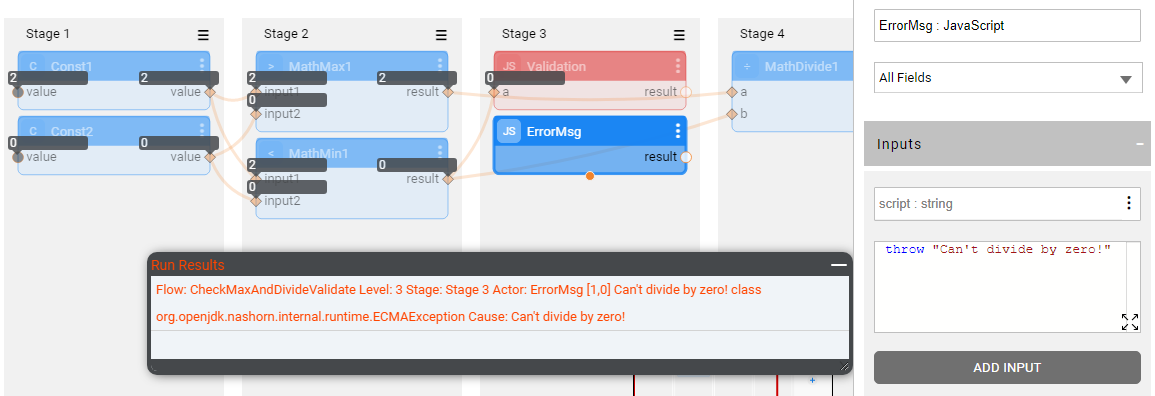 Stage 1
Stage 2
Stage 3
Stage 4
C Const1
2 2
value value
C Const2
0 0
value value
> MathMax1
2 2
input1 result
0
input2
< MathMin1
2 0
input1 result
0
input2
JS Validation
0
a result
JS ErrorMsg
result
÷ MathDivide1
a
b
Run Results
Flow: CheckMaxAndDivideValidate Level: 3 Stage: Stage 3 Actor: ErrorMsg [1,0] Can't divide by zero! class
org.openjdk.nashorn.internal.runtime.ECMAException Cause: Can't divide by zero!
ErrorMsg : JavaScript
All Fields
Inputs
script : string
throw "Can't divide by zero!"
ADD INPUT